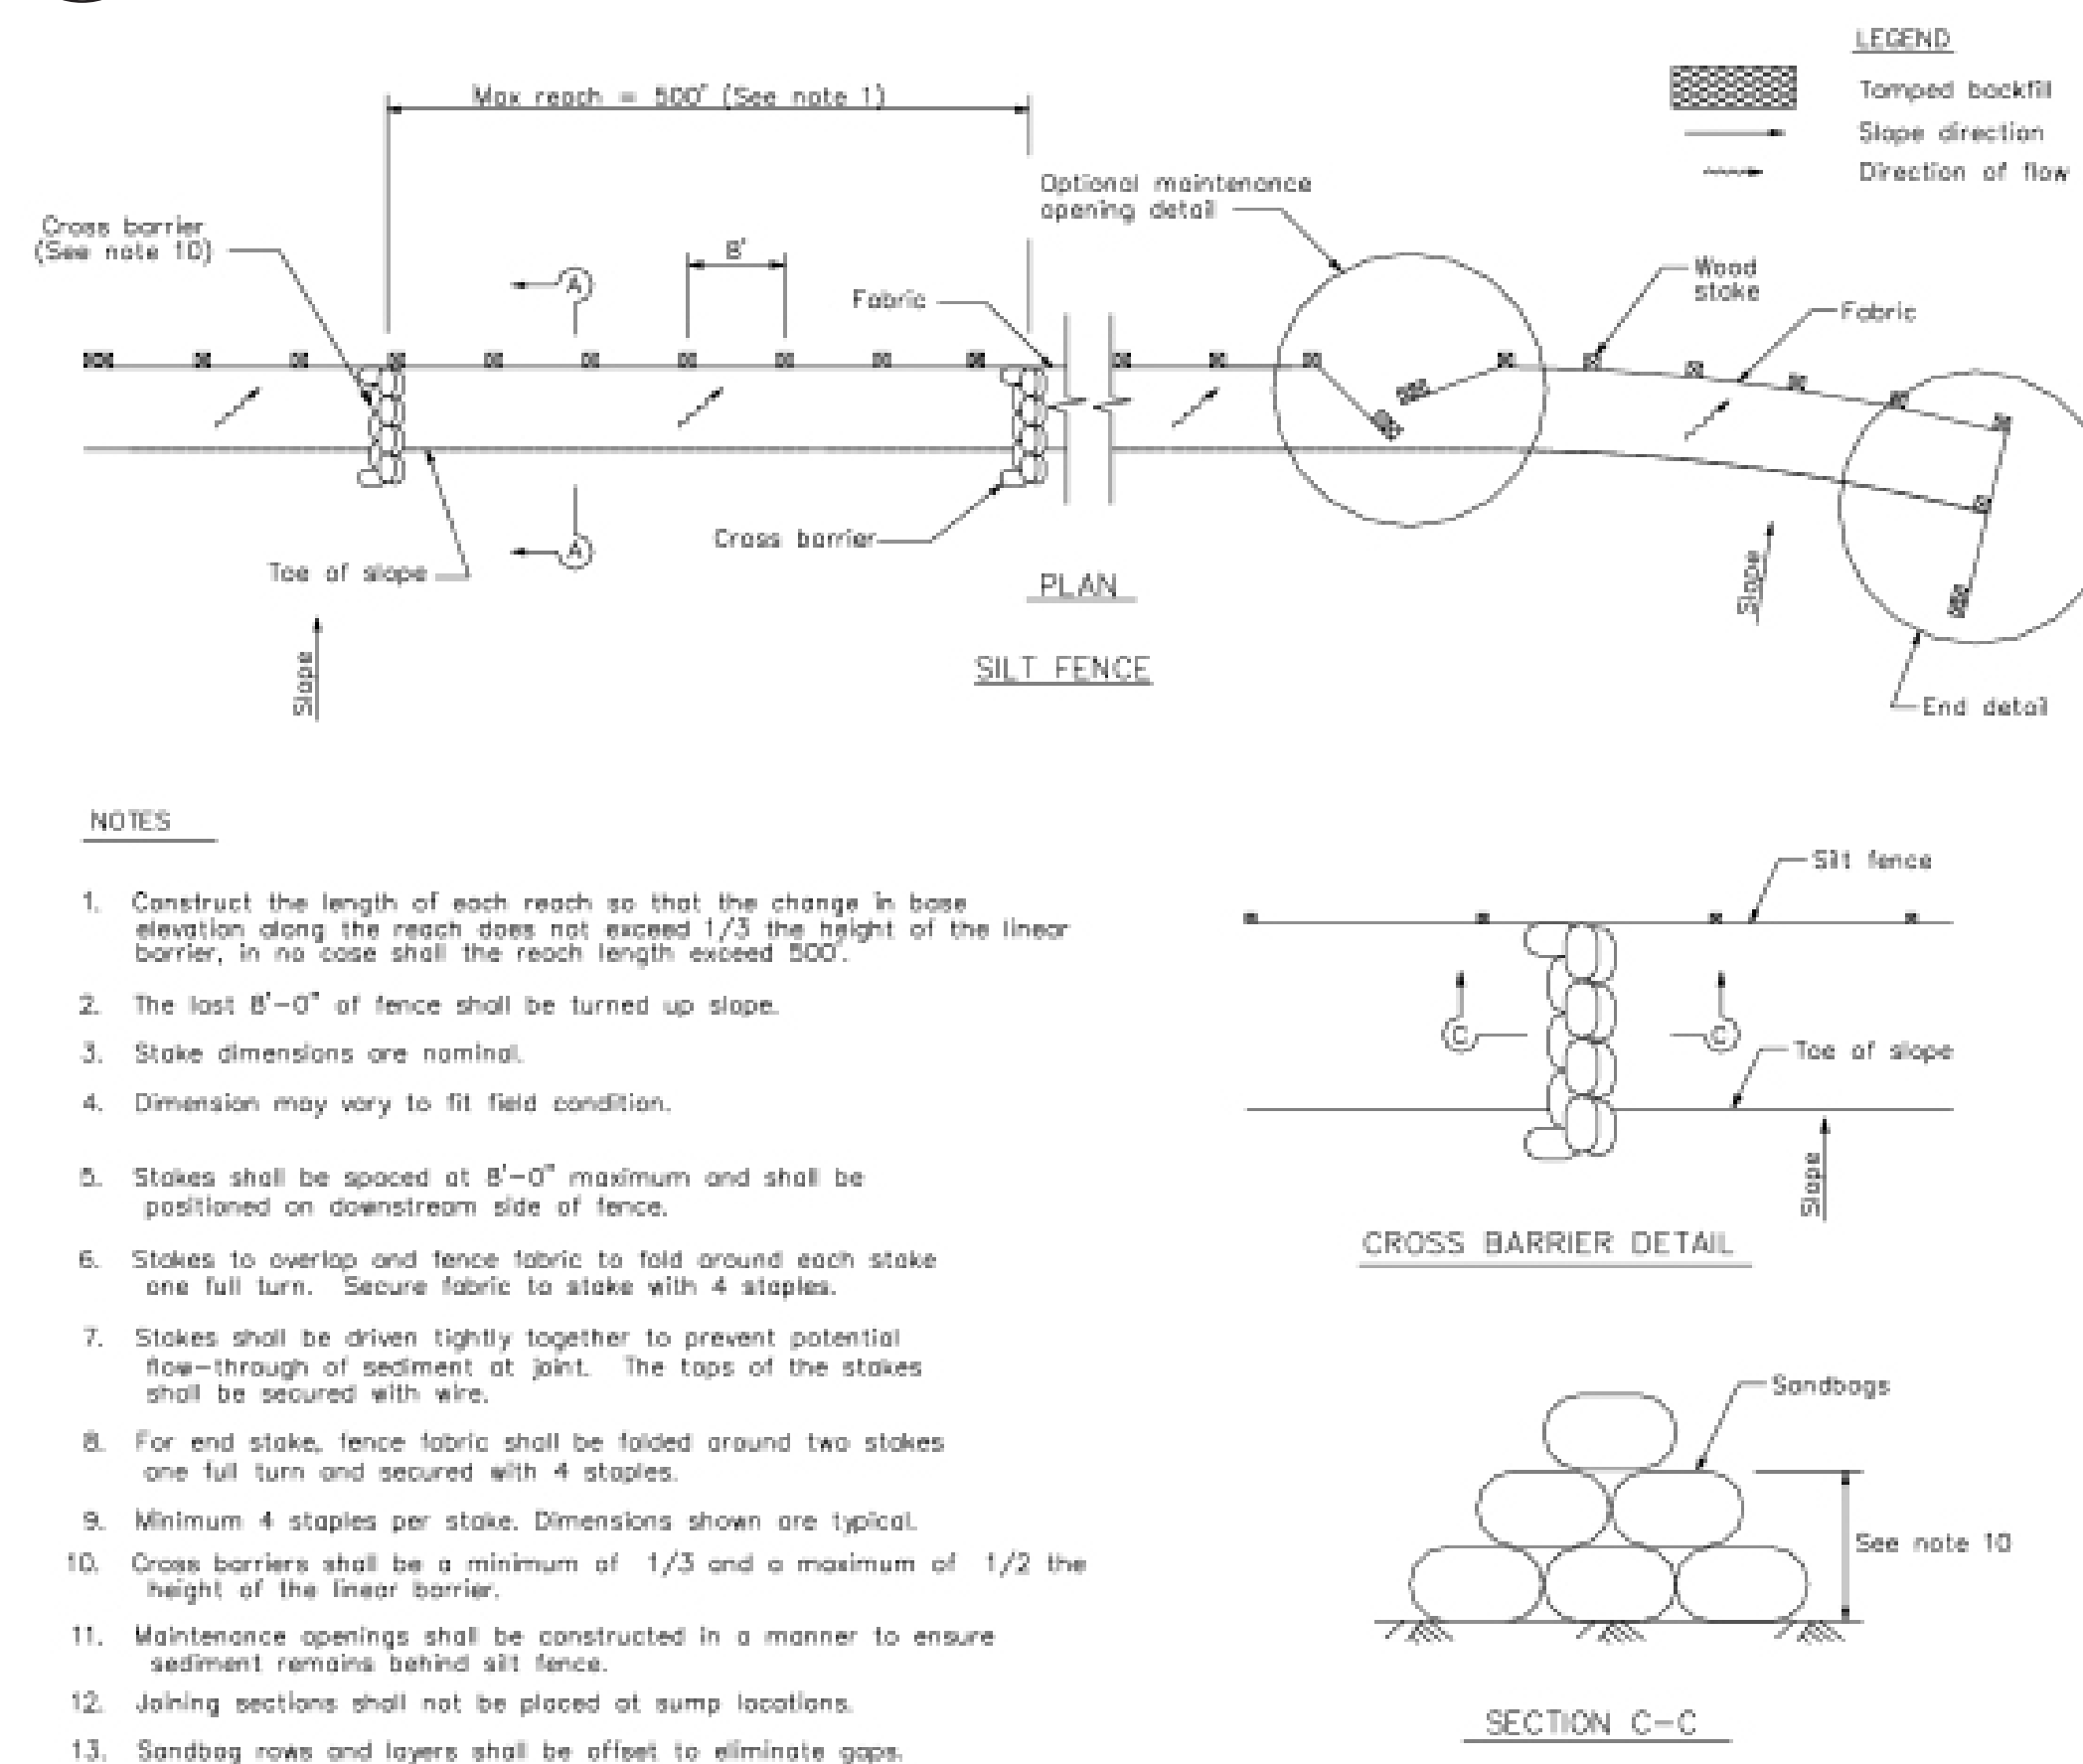 LEGEND
Tamped backfill
Slope direction
Direction of flow
Max reach = 500' (See note 1)
Optional maintenance
opening detail
Cross barrier
(See note 10)
8'
A
Fabric
Wood
stake
Fabric
Cross barrier
A
Toe of slope
PLAN
Slope
Slope
SILT FENCE
End detail
NOTES
1. Construct the length of each reach so that the change in base
elevation along the reach does not exceed 1/3 the height of the linear
barrier, in no case shall the reach length exceed 500'.
2. The last 8'-0" of fence shall be turned up slope.
3. Stake dimensions are nominal.
4. Dimension may vary to fit field condition.
5. Stakes shall be spaced at 8'-0" maximum and shall be
positioned on downstream side of fence.
6. Stakes to overlap and fence fabric to fold around each stake
one full turn. Secure fabric to stake with 4 staples.
7. Stakes shall be driven tightly together to prevent potential
flow-through of sediment at joint. The tops of the stakes
shall be secured with wire.
8. For end stake, fence fabric shall be folded around two stakes
one full turn and secured with 4 staples.
9. Minimum 4 staples per stake. Dimensions shown are typical.
10. Cross barriers shall be a minimum of 1/3 and a maximum of 1/2 the
height of the linear barrier.
11. Maintenance openings shall be constructed in a manner to ensure
sediment remains behind silt fence.
12. Joining sections shall not be placed at sump locations.
13. Sandbag rows and layers shall be offset to eliminate gaps.
Silt fence
C
C
Toe of slope
Slope
CROSS BARRIER DETAIL
Sandbags
See note 10
SECTION C-C